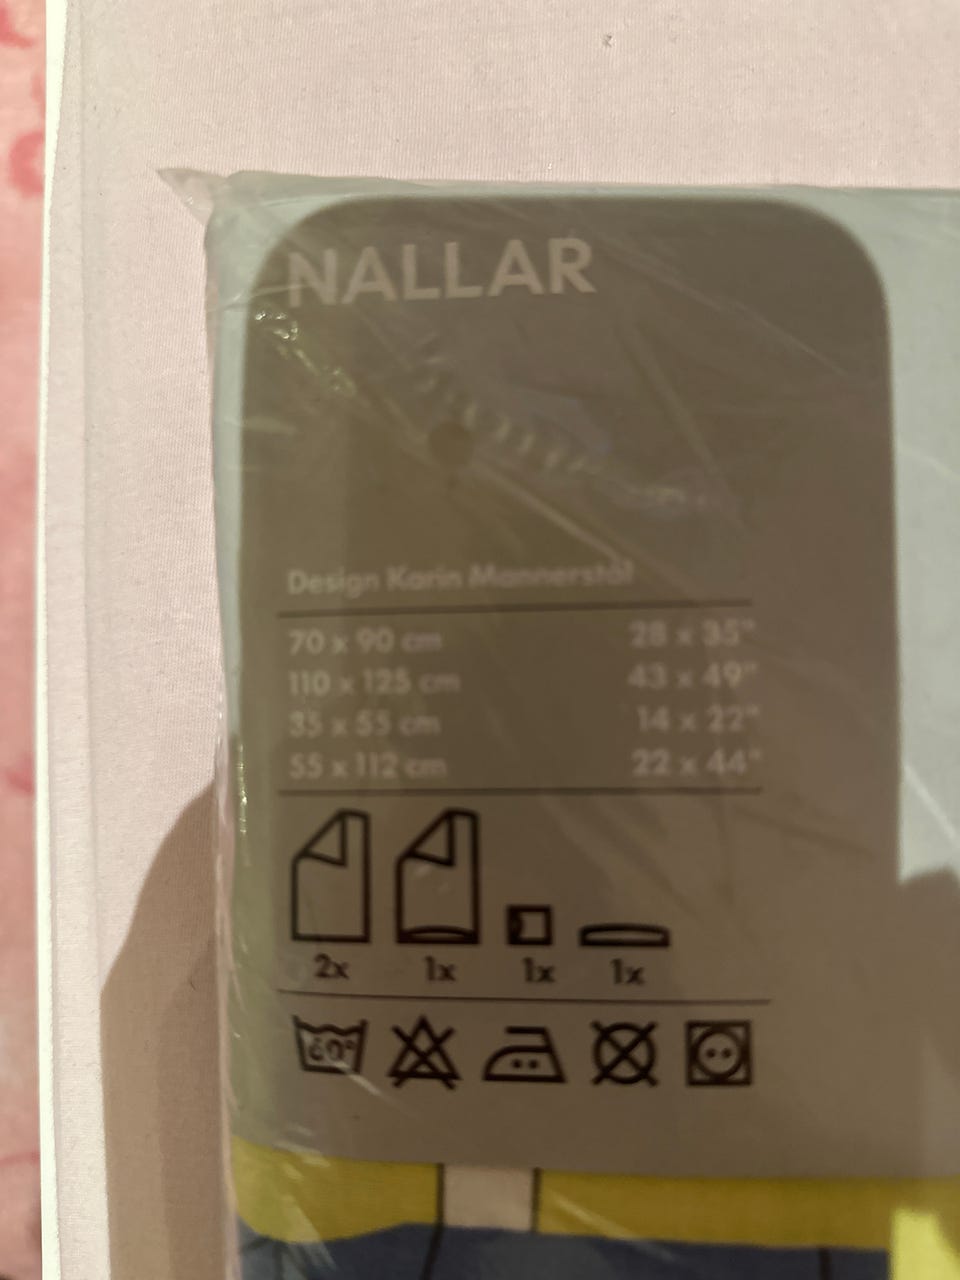 NALLAR
Design Karin Mannerstål
70 x 90 cm 28 x 35"
110 x 125 cm 43 x 49"
35 x 55 cm 14 x 22"
55 x 112 cm 22 x 44"
2x 1x 1x 1x
60°